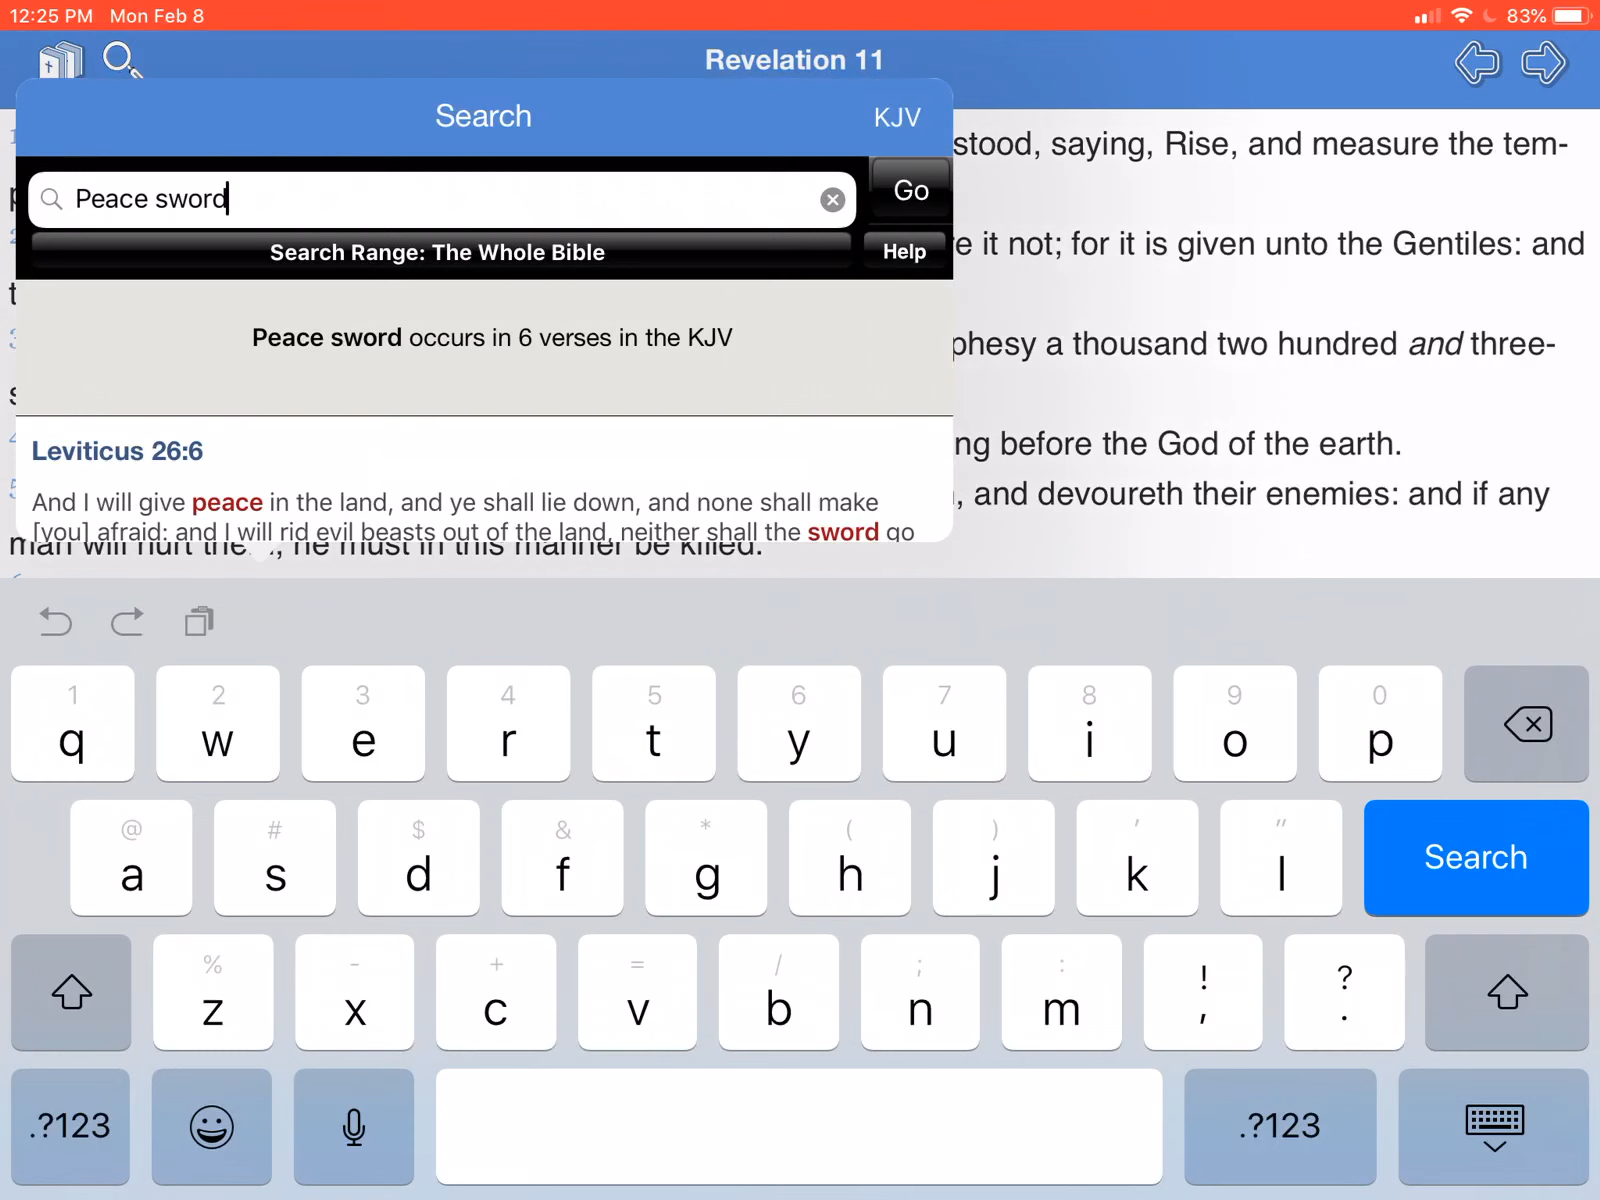 12:25 PM Mon Feb 8 83%
Revelation 11
Search KJV
Peace sword Go
Search Range: The Whole Bible Help
Peace sword occurs in 6 verses in the KJV
Leviticus 26:6
And I will give peace in the land, and ye shall lie down, and none shall make
[you] afraid: and I will rid evil beasts out of the land, neither shall the sword go
stood, saying, Rise, and measure the tem-
it not; for it is given unto the Gentiles: and
phesy a thousand two hundred and three-
ng before the God of the earth.
, and devoureth their enemies: and if any
man will hurt he must in this manner be killed.
1 2 3 4 5 6 7 8 9 0
q w e r t y u i o p
@ # $ & * ( ) ' "
a s d f g h j k l Search
% - + = / ; : ! ?
z x c v b n m , .
.?123 .?123